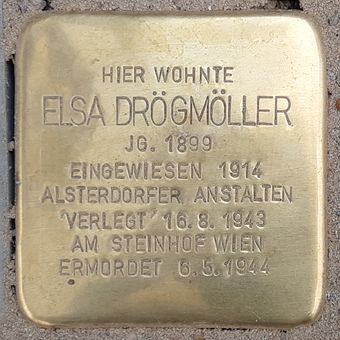 HIER WOHNTE
ELSA DRÖGMÖLLER
JG. 1899
EINGEWIESEN 1914
ALSTERDORFER ANSTALTEN
'VERLEGT' 16.8.1943
AM STEINHOF WIEN
ERMORDET 6.5.1944